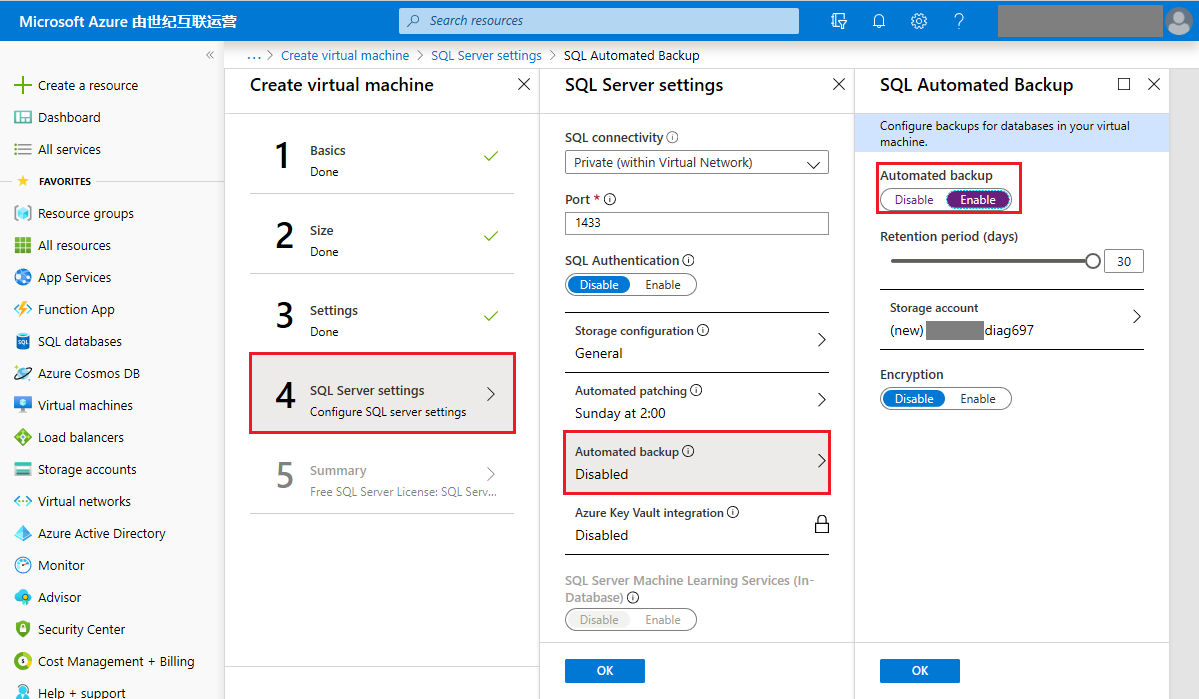 Microsoft Azure 由世纪互联运营
Search resources
?
«
… > Create virtual machine > SQL Server settings > SQL Automated Backup
Create a resource
Dashboard
All services
FAVORITES
Resource groups
All resources
App Services
Function App
SQL databases
Azure Cosmos DB
Virtual machines
Load balancers
Storage accounts
Virtual networks
Azure Active Directory
Monitor
Advisor
Security Center
Cost Management + Billing
Help + support
Create virtual machine
1 Basics
Done
2 Size
Done
3 Settings
Done
4 SQL Server settings
Configure SQL server settings
5 Summary
Free SQL Server License: SQL Serv...
SQL Server settings
SQL connectivity
Private (within Virtual Network)
Port *
1433
SQL Authentication
Disable Enable
Storage configuration
General
Automated patching
Sunday at 2:00
Automated backup
Disabled
Azure Key Vault integration
Disabled
SQL Server Machine Learning Services (In-
Database)
Disable Enable
OK
SQL Automated Backup
Configure backups for databases in your virtual
machine.
Automated backup
Disable Enable
Retention period (days)
30
Storage account
(new) diag697
Encryption
Disable Enable
OK